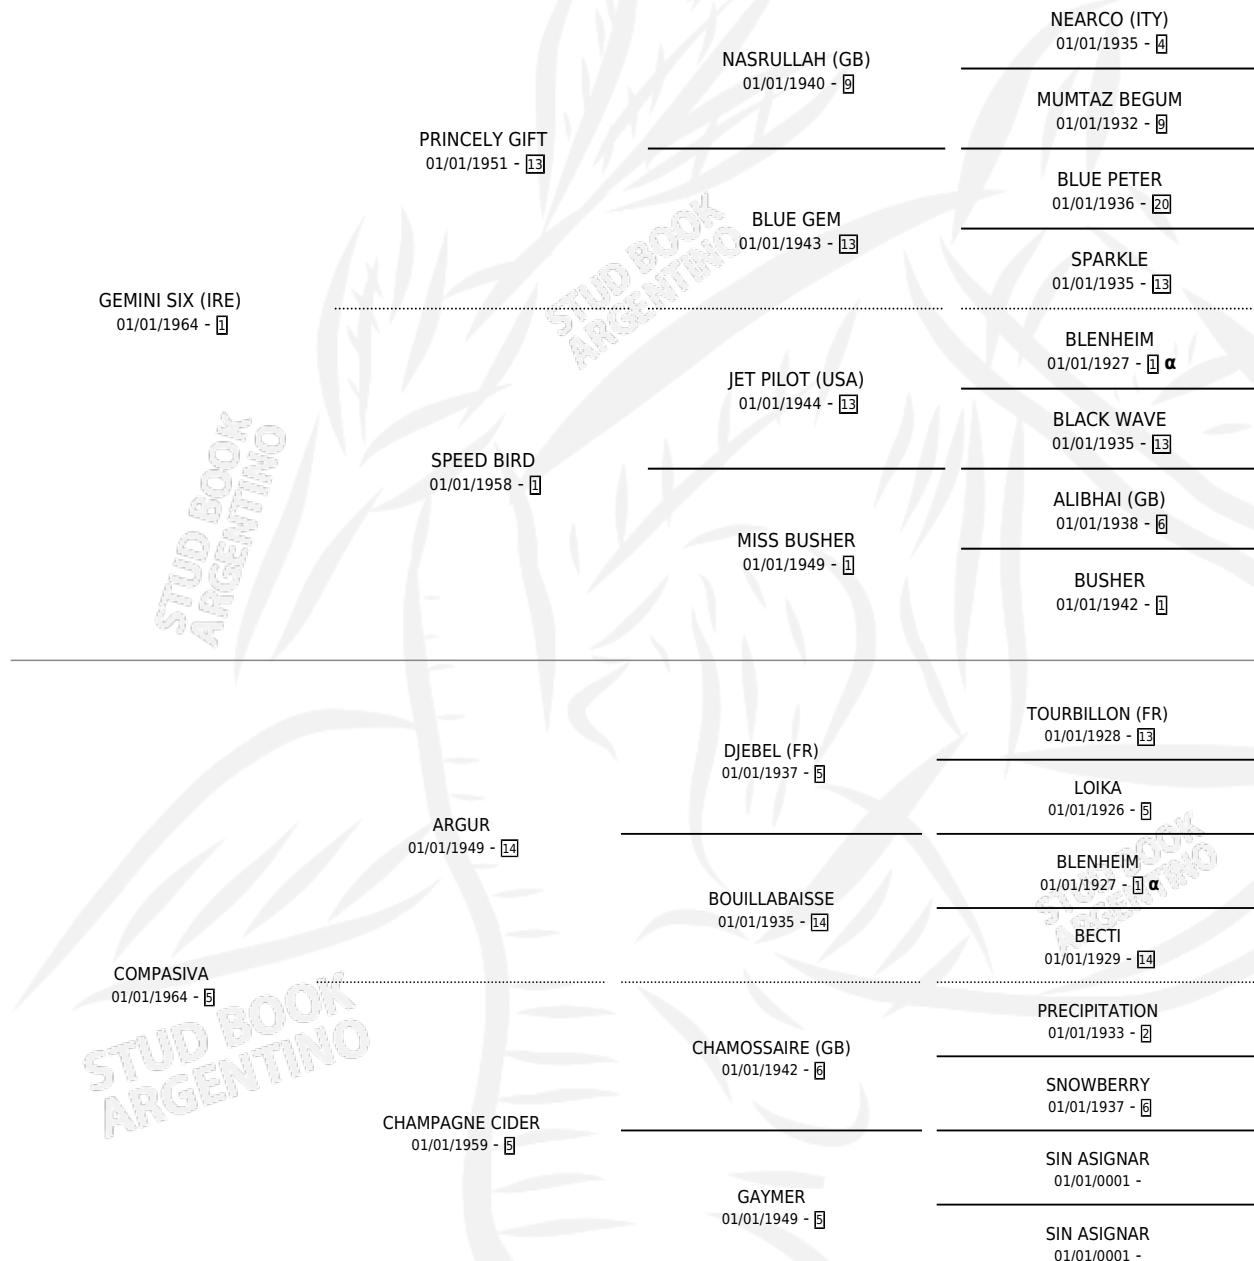 NEARCO (ITY)
01/01/1935 - 4
NASRULLAH (GB)
01/01/1940 - 9
MUMTAZ BEGUM
01/01/1932 - 9
PRINCELY GIFT
01/01/1951 - 13
BLUE PETER
01/01/1936 - 20
BLUE GEM
01/01/1943 - 13
SPARKLE
01/01/1935 - 13
STUD BOOK
ARGENTINO
GEMINI SIX (IRE)
01/01/1964 - 1
BLENHEIM
01/01/1927 - 1 α
JET PILOT (USA)
01/01/1944 - 13
BLACK WAVE
01/01/1935 - 13
SPEED BIRD
01/01/1958 - 1
ALIBHAI (GB)
01/01/1938 - 6
MISS BUSHER
01/01/1949 - 1
BUSHER
01/01/1942 - 1
STUD BOOK
ARGENTINO
TOURBILLON (FR)
01/01/1928 - 13
DJEBEL (FR)
01/01/1937 - 5
LOIKA
01/01/1926 - 5
ARGUR
01/01/1949 - 14
BLENHEIM
01/01/1927 - 1 α
BOUILLABAISSE
01/01/1935 - 14
BECTI
01/01/1929 - 14
STUD BOOK
ARGENTINO
COMPASIVA
01/01/1964 - 5
PRECIPITATION
01/01/1933 - 2
CHAMOSSAIRE (GB)
01/01/1942 - 6
SNOWBERRY
01/01/1937 - 6
STUD BOOK
ARGENTINO
CHAMPAGNE CIDER
01/01/1959 - 5
SIN ASIGNAR
01/01/0001 -
GAYMER
01/01/1949 - 5
SIN ASIGNAR
01/01/0001 -